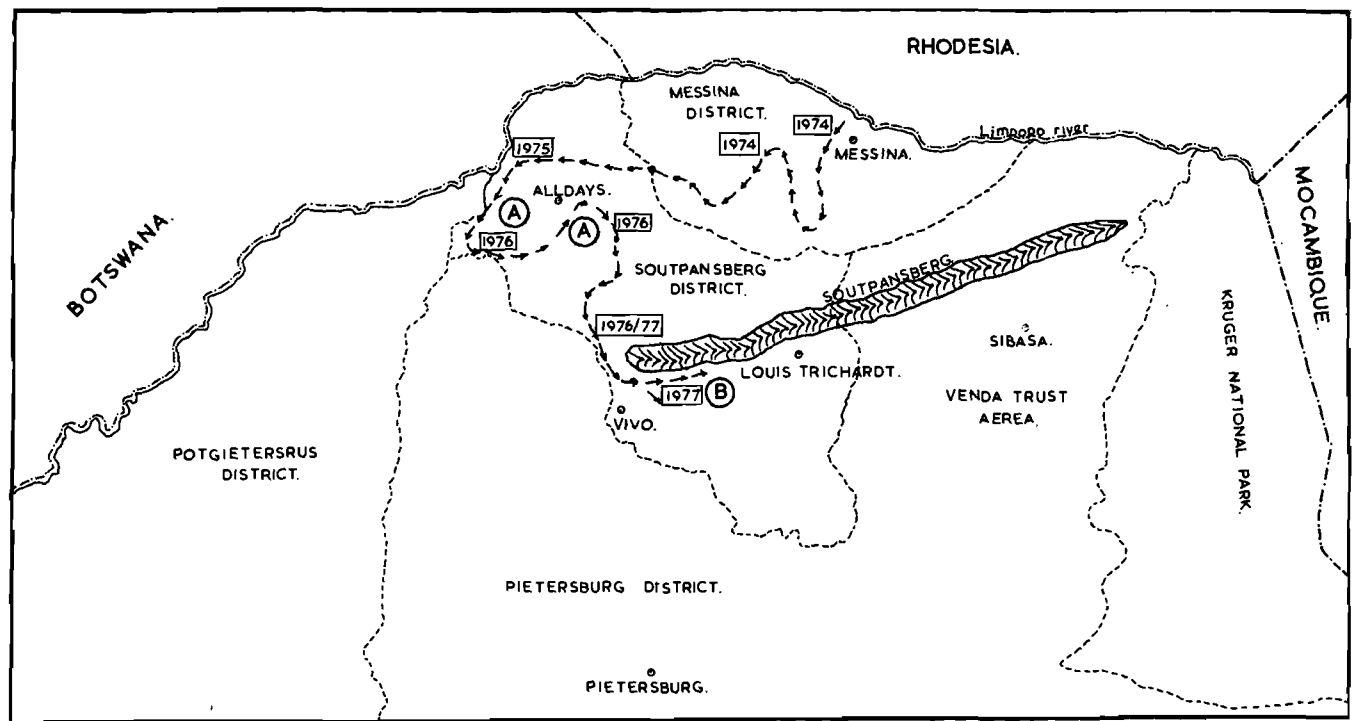 RHODESIA.
MESSINA
DISTRICT.
1974
1974
Limpopo river
MESSINA.
1975
ALLDAYS.
A
A
1976
1976
BOTSWANA.
MOCAMBIQUE.
SOUTPANSBERG
DISTRICT.
SOUTPANSBERG
KRUGER NATIONAL PARK.
1976/77
SIBASA.
LOUIS TRICHARDT.
1977
B
VENDA TRUST
AEREA.
VIVO.
POTGIETERSRUS
DISTRICT.
PIETERSBURG DISTRICT.
PIETERSBURG.